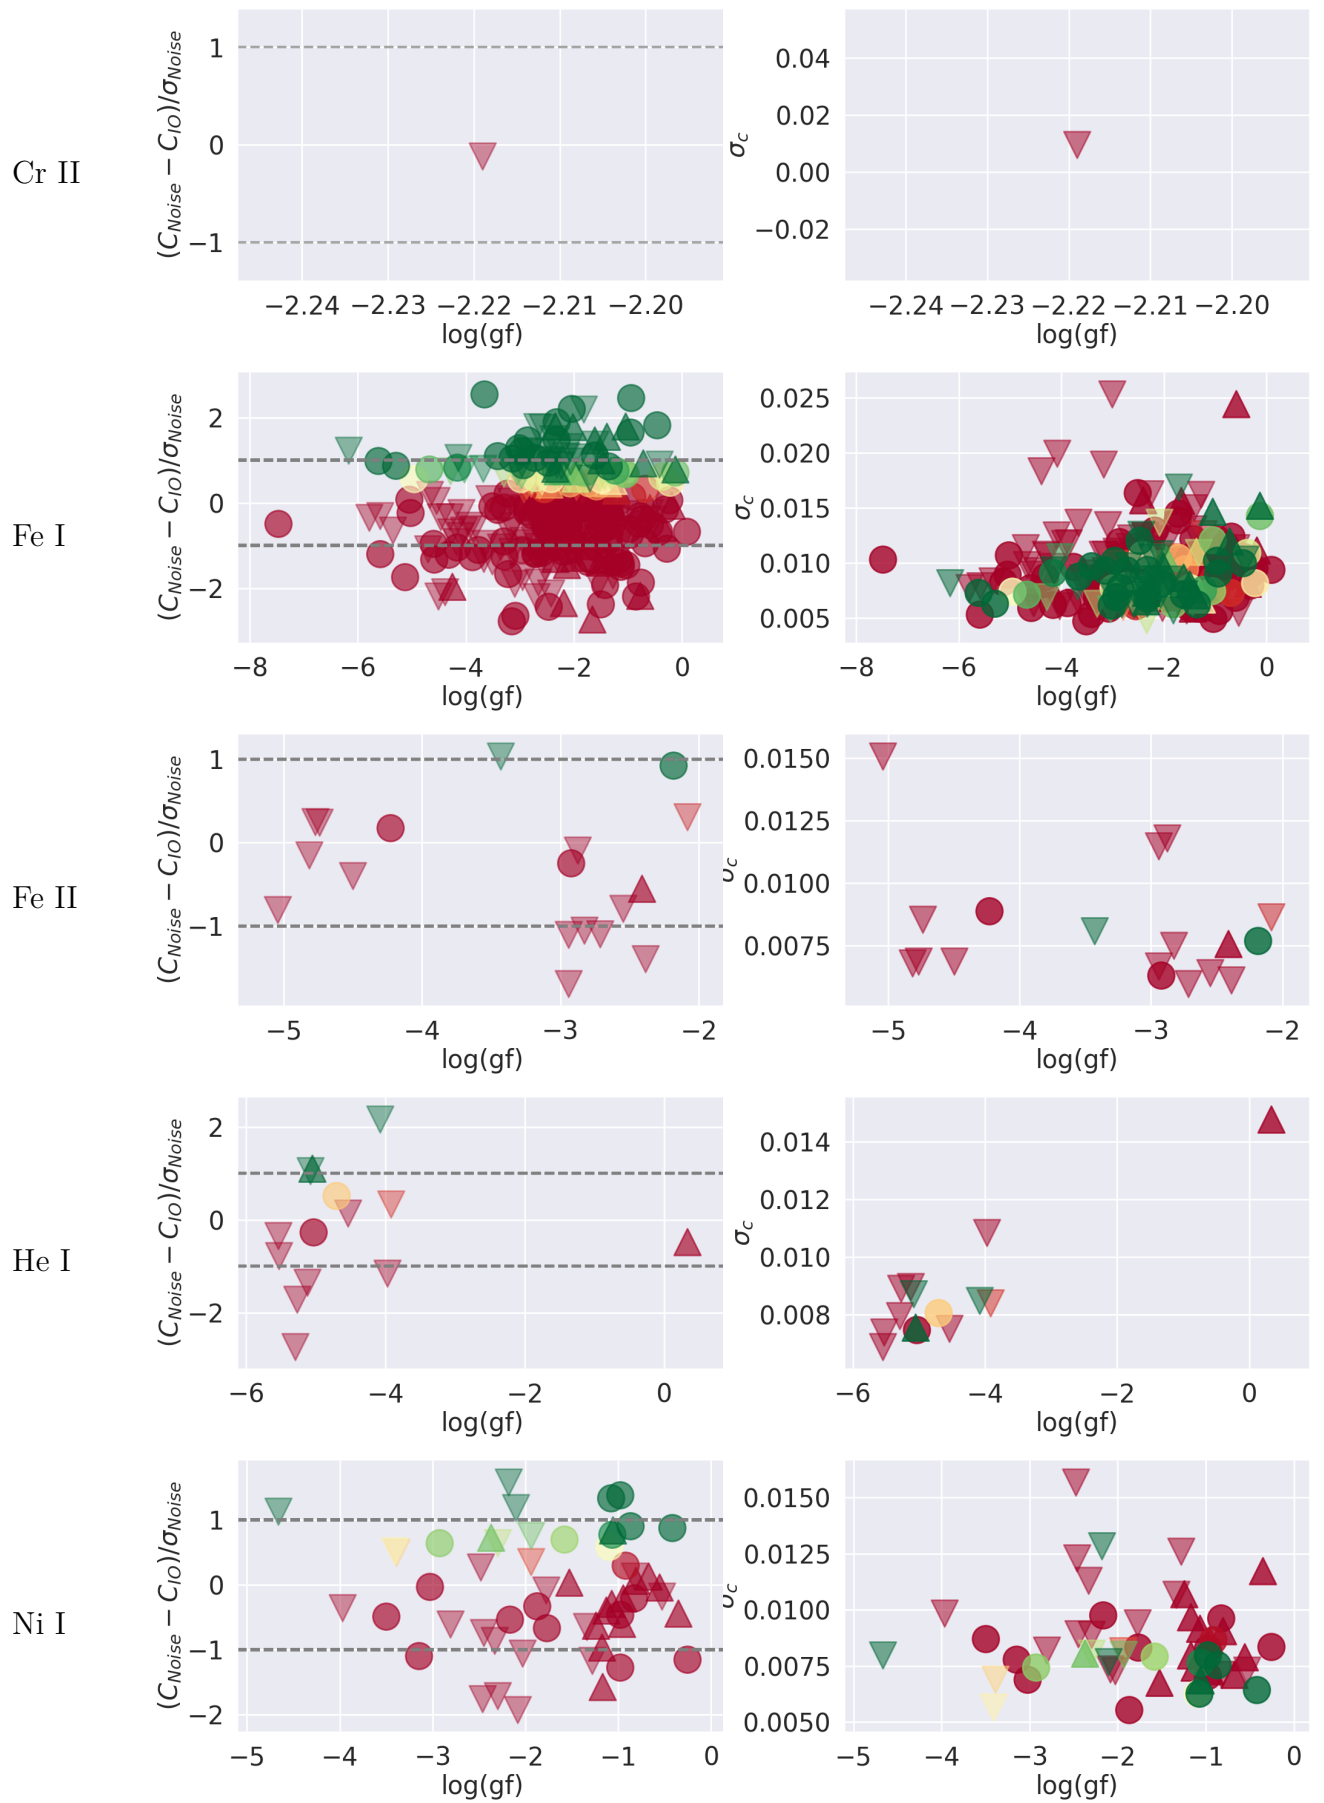 Cr II
(C_Noise − C_IO)/σ_Noise
1
0
−1
−2.24 −2.23 −2.22 −2.21 −2.20
log(gf)
σ_c
0.04
0.02
0.00
−0.02
−2.24 −2.23 −2.22 −2.21 −2.20
log(gf)
Fe I
(C_Noise − C_IO)/σ_Noise
2
1
0
−1
−2
−8 −6 −4 −2 0
log(gf)
σ_c
0.025
0.020
0.015
0.010
0.005
−8 −6 −4 −2 0
log(gf)
Fe II
(C_Noise − C_IO)/σ_Noise
1
0
−1
−5 −4 −3 −2
log(gf)
σ_c
0.0150
0.0125
0.0100
0.0075
−5 −4 −3 −2
log(gf)
He I
(C_Noise − C_IO)/σ_Noise
2
1
0
−1
−2
−6 −4 −2 0
log(gf)
σ_c
0.014
0.012
0.010
0.008
−6 −4 −2 0
log(gf)
Ni I
(C_Noise − C_IO)/σ_Noise
1
0
−1
−2
−5 −4 −3 −2 −1 0
log(gf)
σ_c
0.0150
0.0125
0.0100
0.0075
0.0050
−5 −4 −3 −2 −1 0
log(gf)